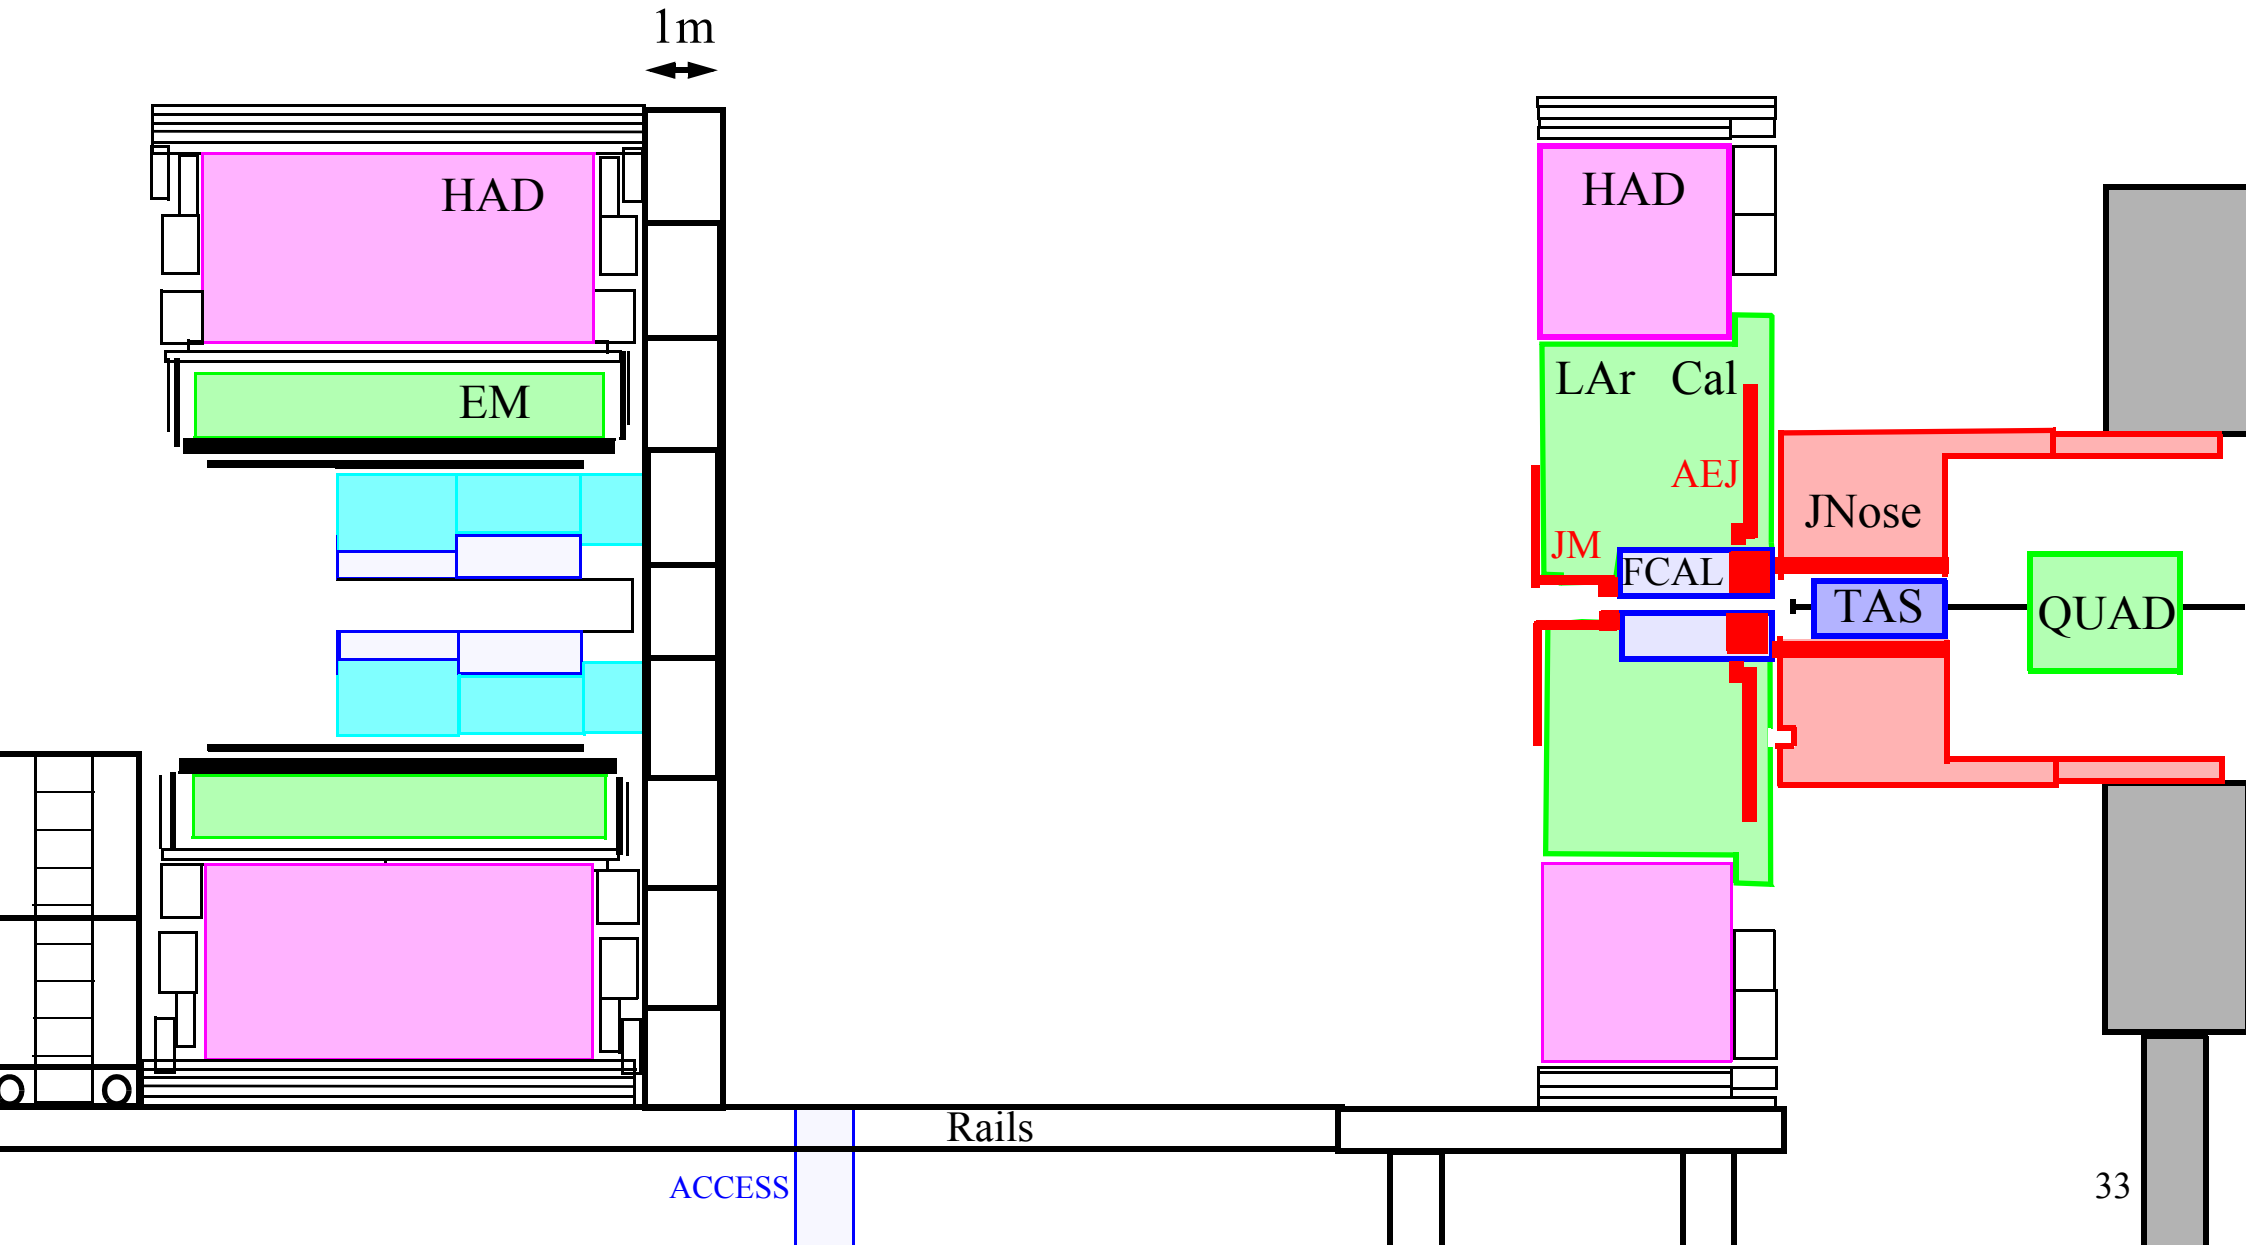 1m
HAD
HAD
EM
LAr Cal
AEJ
JNose
JM
FCAL
TAS
QUAD
Rails
ACCESS
33